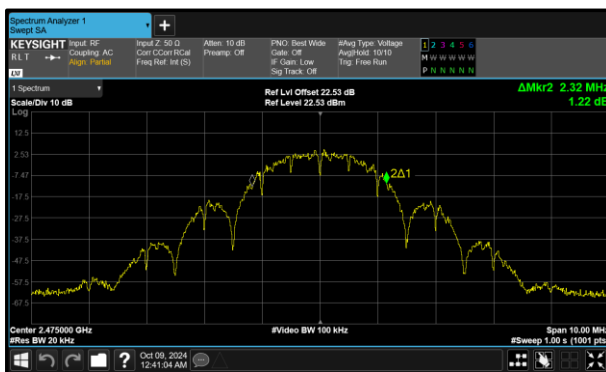 Spectrum Analyzer 1
Swept SA
+
KEYSIGHT
RLT
LXI
Input: RF
Coupling: AC
Align: Partial
Input Z: 50 Ω
Corr CCorr RCal
Freq Ref: Int (S)
Atten: 10 dB
Preamp: Off
PNO: Best Wide
Gate: Off
IF Gain: Low
Sig Track: Off
#Avg Type: Voltage
Avg|Hold: 10/10
Trig: Free Run
1 2 3 4 5 6
M W W W W W
P N N N N N
1 Spectrum
Scale/Div 10 dB
Log
Ref Lvl Offset 22.53 dB
Ref Level 22.53 dBm
ΔMkr2 2.32 MHz
1.22 dB
12.5
2.53
-7.47
-17.5
-27.5
-37.5
-47.5
-57.5
-67.5
2Δ1
Center 2.475000 GHz
#Res BW 20 kHz
#Video BW 100 kHz
Span 10.00 MHz
#Sweep 1.00 s (1001 pts)
?
Oct 09, 2024
12:41:04 AM